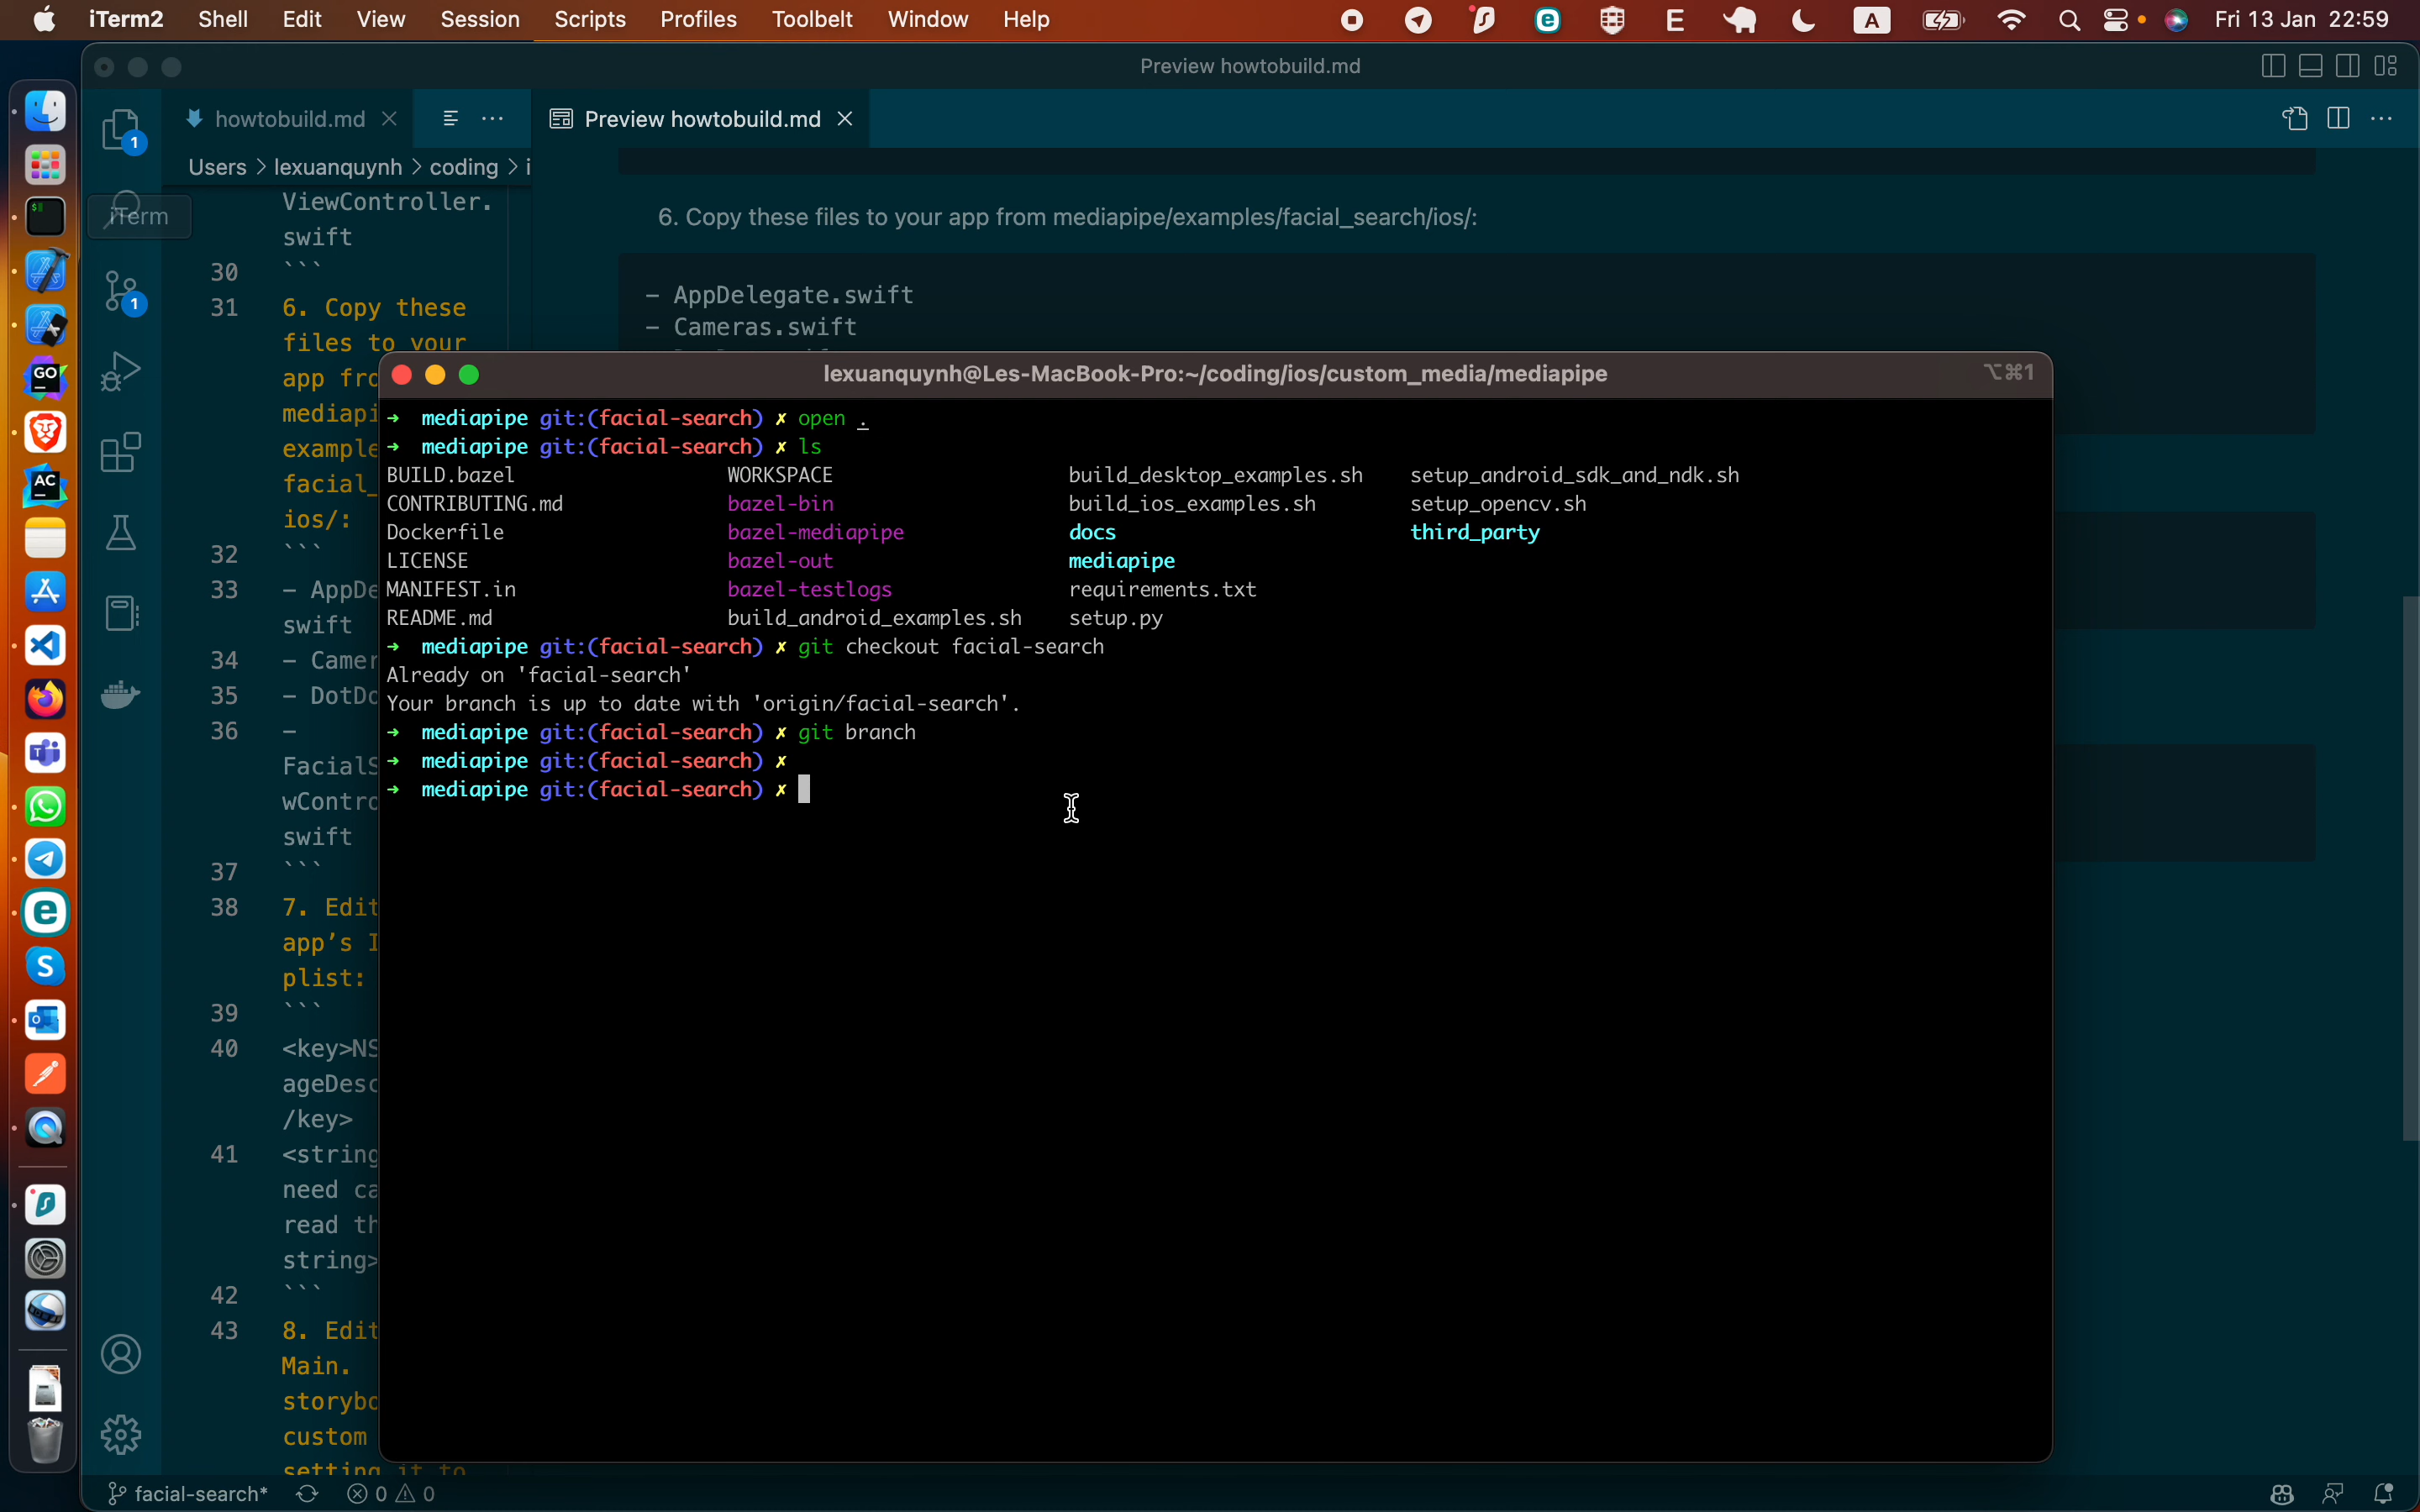 iTerm2 Shell Edit View Session Scripts Profiles Toolbelt Window Help E A Fri 13 Jan 22:59
Preview howtobuild.md
howtobuild.md
Preview howtobuild.md
1
Users > lexuanquynh > coding > i
iTerm
1
ViewController.
swift
30 ```
31 6. Copy these
files to your
app fro
mediapi
example
facial_
ios/:
32 ```
33 – AppDe
swift
34 – Camer
35 – DotDo
36 –
FacialS
wContro
swift
37 ```
38 7. Edit
app’s I
plist:
39 ```
40 <key>NS
ageDesc
/key>
41 <string
need ca
read th
string>
42 ```
43 8. Edit
Main.
storybo
custom
setting it to
6. Copy these files to your app from mediapipe/examples/facial_search/ios/:
– AppDelegate.swift
– Cameras.swift
lexuanquynh@Les-MacBook-Pro:~/coding/ios/custom_media/mediapipe ⌥⌘1
➜ mediapipe git:(facial-search) ✗ open .
➜ mediapipe git:(facial-search) ✗ ls
BUILD.bazel WORKSPACE build_desktop_examples.sh setup_android_sdk_and_ndk.sh
CONTRIBUTING.md bazel-bin build_ios_examples.sh setup_opencv.sh
Dockerfile bazel-mediapipe docs third_party
LICENSE bazel-out mediapipe
MANIFEST.in bazel-testlogs requirements.txt
README.md build_android_examples.sh setup.py
➜ mediapipe git:(facial-search) ✗ git checkout facial-search
Already on 'facial-search'
Your branch is up to date with 'origin/facial-search'.
➜ mediapipe git:(facial-search) ✗ git branch
➜ mediapipe git:(facial-search) ✗
➜ mediapipe git:(facial-search) ✗
GO
AC
facial-search* 0 0